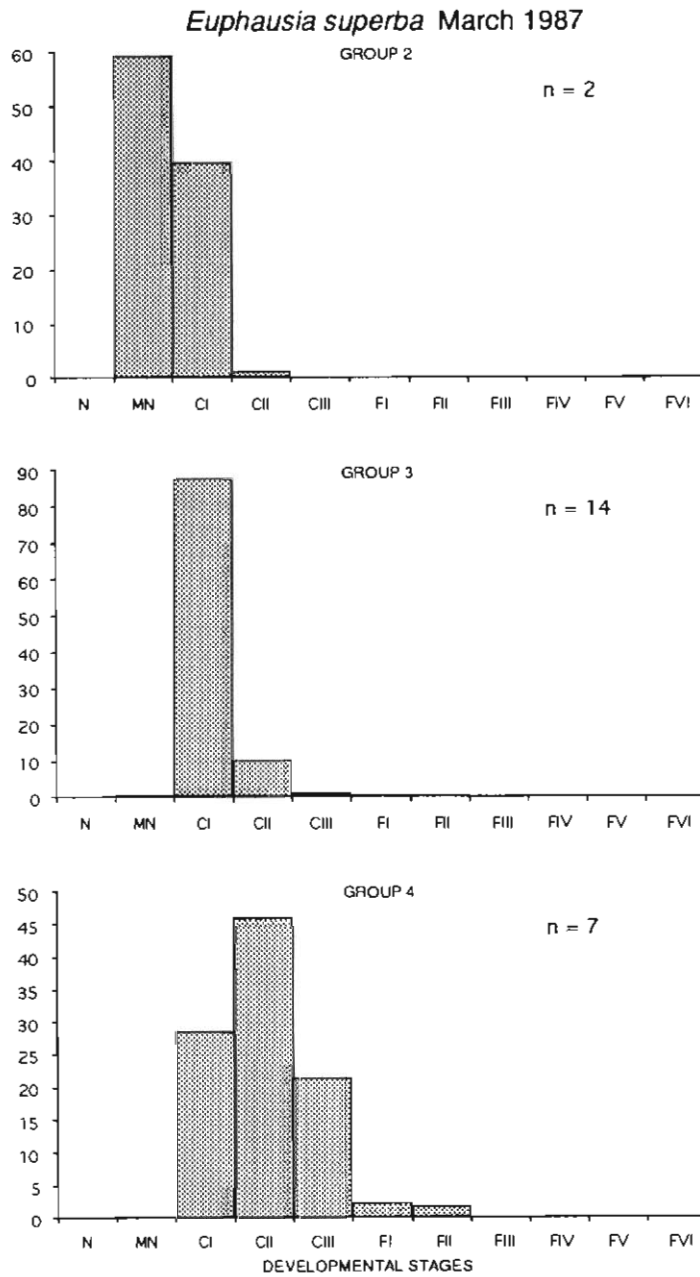 Euphausia superba March 1987
GROUP 2
n = 2
60
50
40
30
20
10
0
N MN CI CII CIII FI FII FIII FIV FV FVI
GROUP 3
n = 14
90
80
70
60
50
40
30
20
10
0
N MN CI CII CIII FI FII FIII FIV FV FVI
GROUP 4
n = 7
50
45
40
35
30
25
20
15
10
5
0
N MN CI CII CIII FI FII FIII FIV FV FVI
DEVELOPMENTAL STAGES